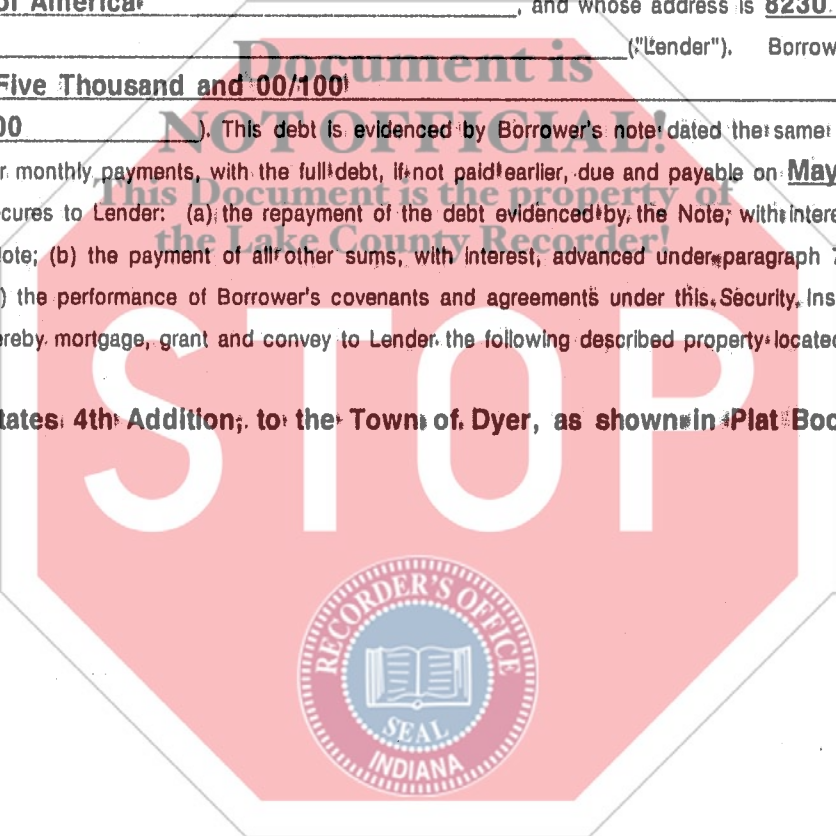 of America, and whose address is 8230
Document is
("Lender"). Borrow
Five Thousand and 00/100
00 ). This debt is evidenced by Borrower's note dated the same
NOT OFFICIAL!
r monthly payments, with the full debt, if not paid earlier, due and payable on May
This Document is the property of
cures to Lender: (a) the repayment of the debt evidenced by the Note, with intere
the Lake County Recorder!
ote; (b) the payment of all other sums, with interest, advanced under paragraph 7
) the performance of Borrower's covenants and agreements under this Security Ins
ereby mortgage, grant and convey to Lender the following described property located
STOP
tates 4th Addition, to the Town of Dyer, as shown in Plat Boo
RECORDER'S OFFICE
SEAL
INDIANA